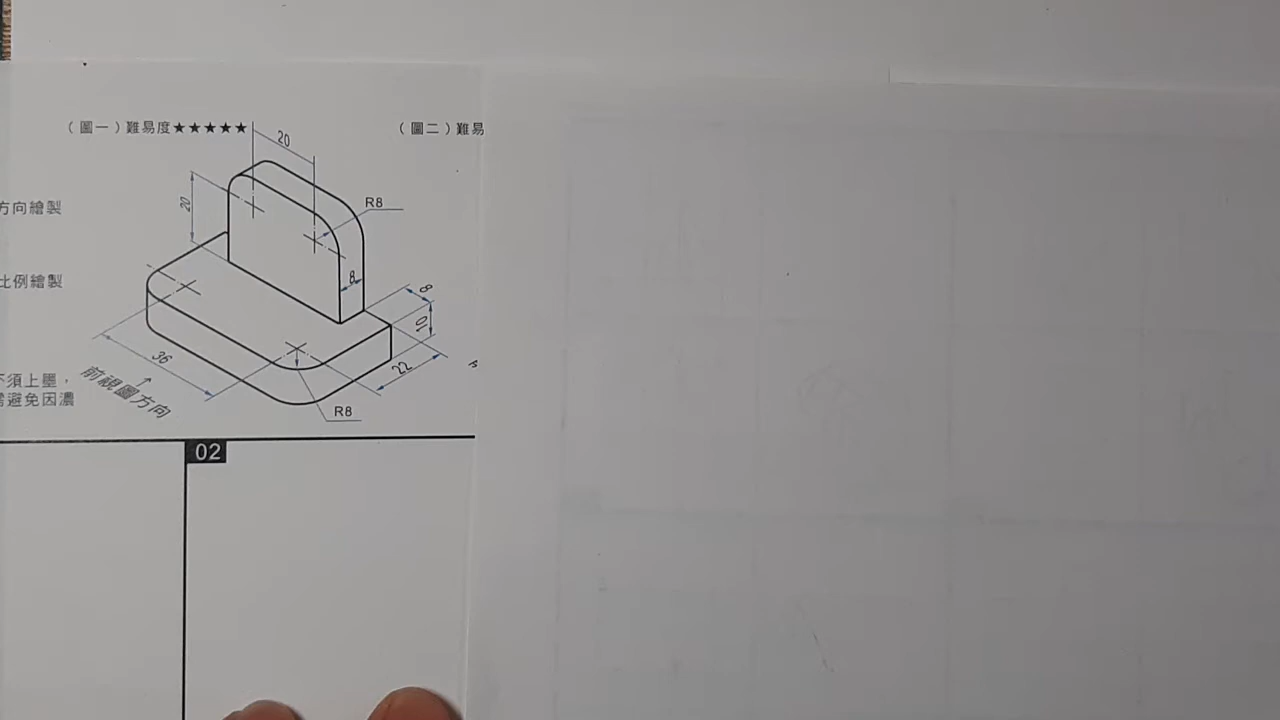 （圖一）難易度★★★★★
（圖二）難易
20
方向繪製
20
R8
比例繪製
8
8
10
36
22
不須上墨，
前視圖方向
避免因濃
R8
02